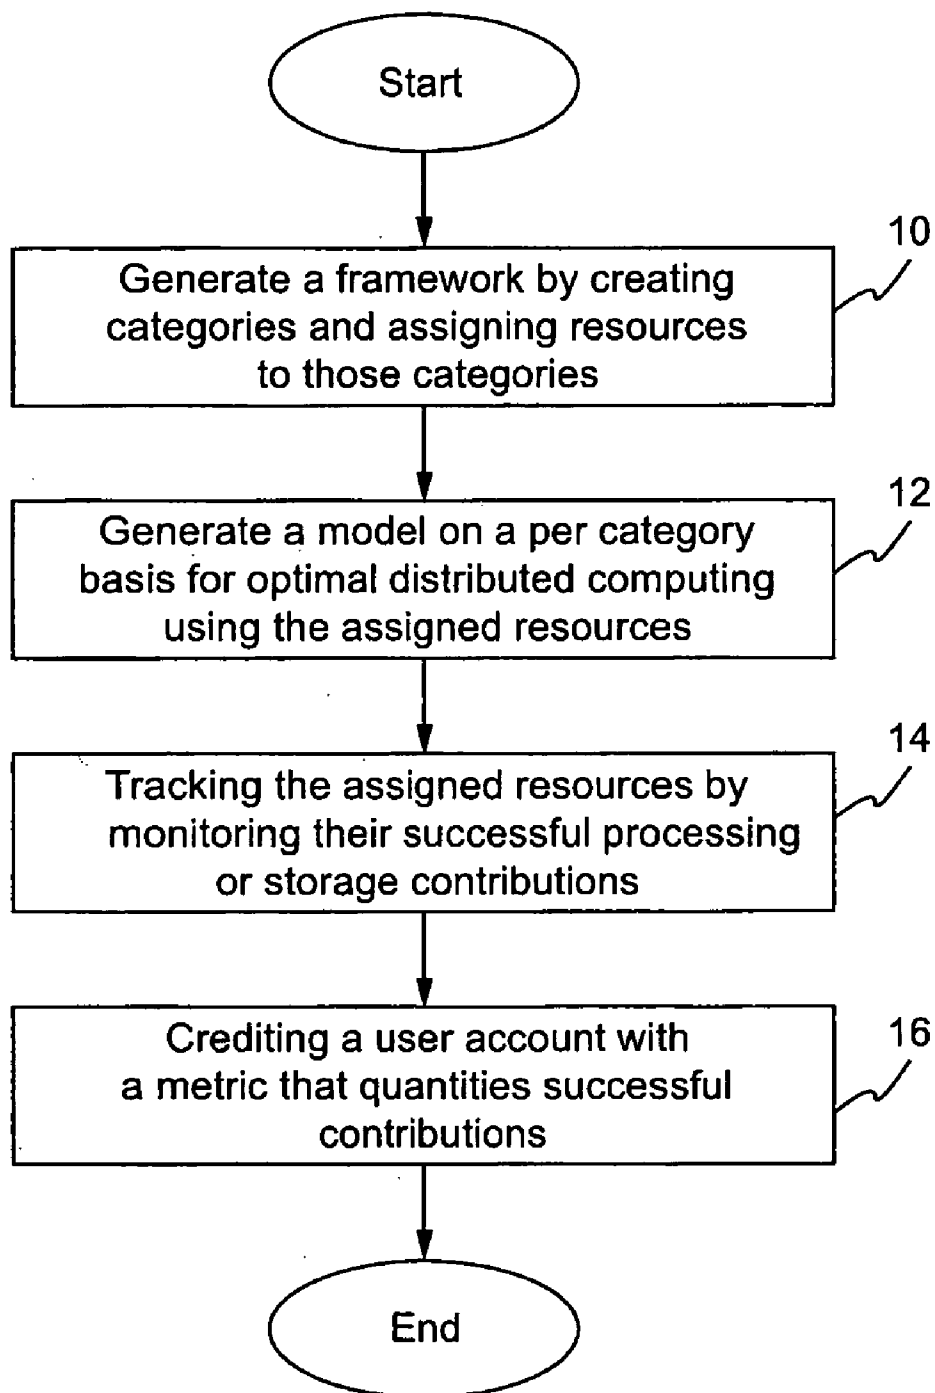 Start
10
Generate a framework by creating
categories and assigning resources
to those categories
12
Generate a model on a per category
basis for optimal distributed computing
using the assigned resources
14
Tracking the assigned resources by
monitoring their successful processing
or storage contributions
16
Crediting a user account with
a metric that quantities successful
contributions
End